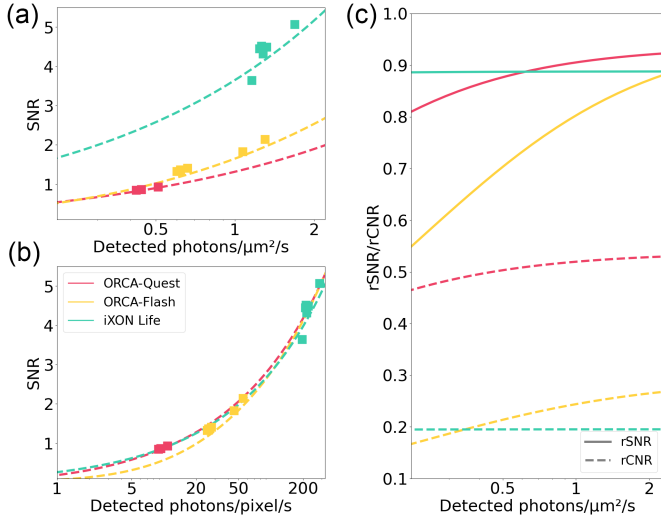 (a)
5
4
3
2
1
SNR
0.5
1
2
Detected photons/µm²/s
(b)
ORCA-Quest
ORCA-Flash
iXON Life
5
4
3
2
1
SNR
1
5
10
20
50
200
Detected photons/pixel/s
(c)
1.0
0.9
0.8
0.7
0.6
0.5
0.4
0.3
0.2
0.1
rSNR/rCNR
rSNR
rCNR
0.5
1
2
Detected photons/µm²/s